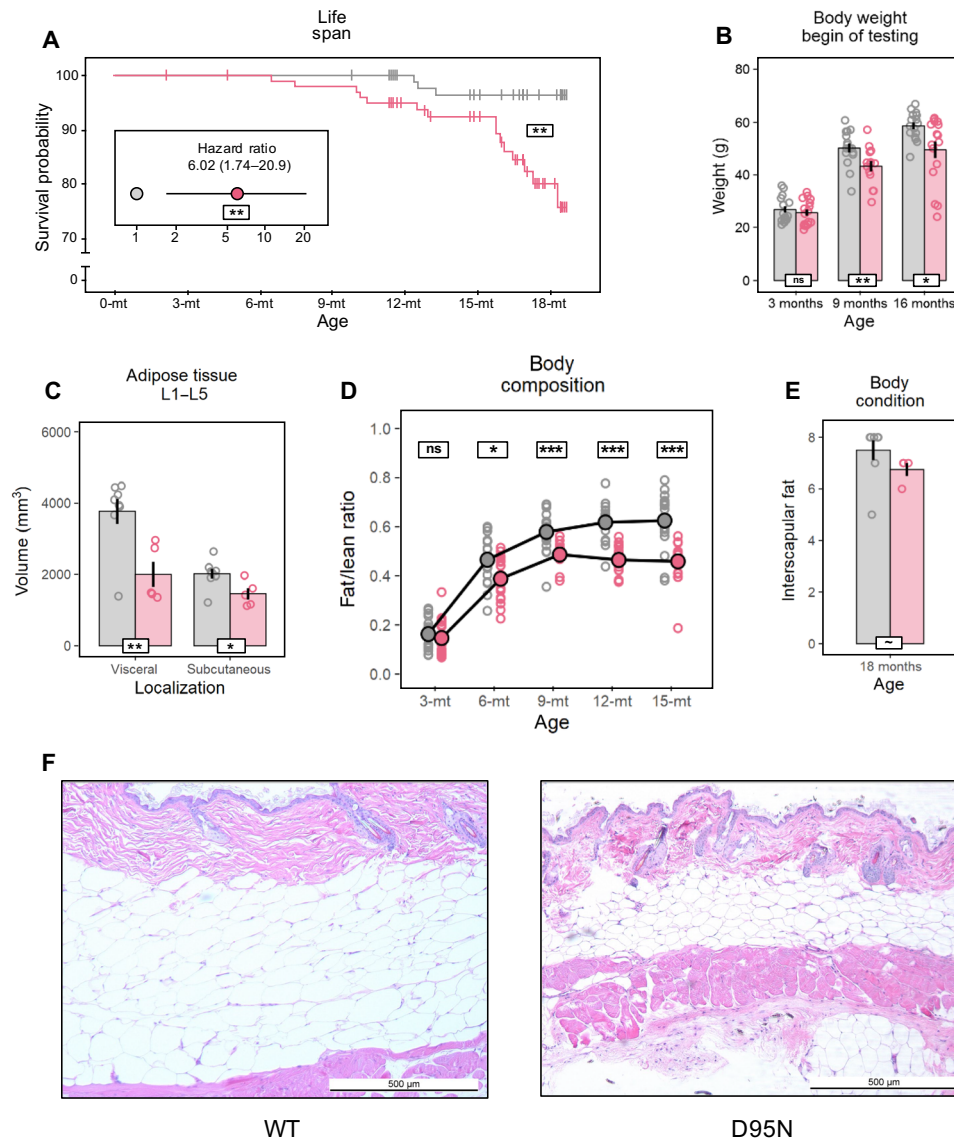 A
Life
span
Survival probability
100
90
80
70
0
**
Hazard ratio
6.02 (1.74–20.9)
**
1 2 5 10 20
0-mt 3-mt 6-mt 9-mt 12-mt 15-mt 18-mt
Age
B
Body weight
begin of testing
Weight (g)
80
60
40
20
0
ns ** *
3 months 9 months 16 months
Age
C
Adipose tissue
L1–L5
Volume (mm³)
6000
4000
2000
0
** *
Visceral Subcutaneous
Localization
D
Body
composition
Fat/lean ratio
1.0
0.8
0.6
0.4
0.2
0.0
ns * *** *** ***
3-mt 6-mt 9-mt 12-mt 15-mt
Age
E
Body
condition
Interscapular fat
8
6
4
2
0
~
18 months
Age
F
500 µm
500 µm
WT
D95N